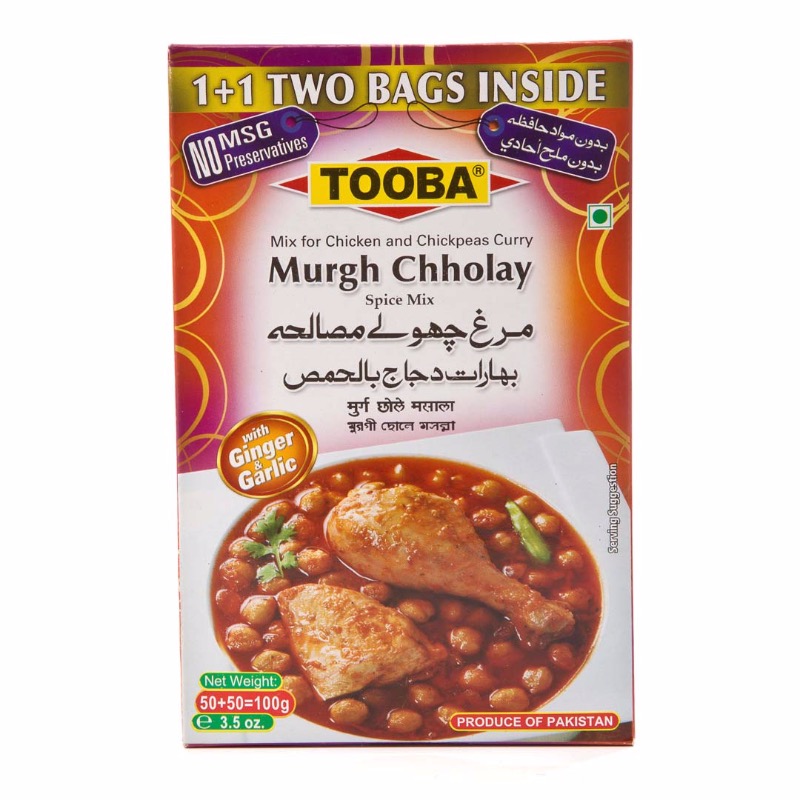 1+1 TWO BAGS INSIDE
NO MSG
Preservatives
بدون مواد حافظه
بدون ملح أحادي
TOOBA®
Mix for Chicken and Chickpeas Curry
Murgh Chholay
Spice Mix
مرغ چھولے مصالحہ
بهارات دجاج بالحمص
मुर्ग छोले मसाला
মুরগী ছোলে মসল্লা
with
Ginger
&
Garlic
Serving Suggestion
Net Weight:
50+50=100g
e 3.5 oz.
PRODUCE OF PAKISTAN